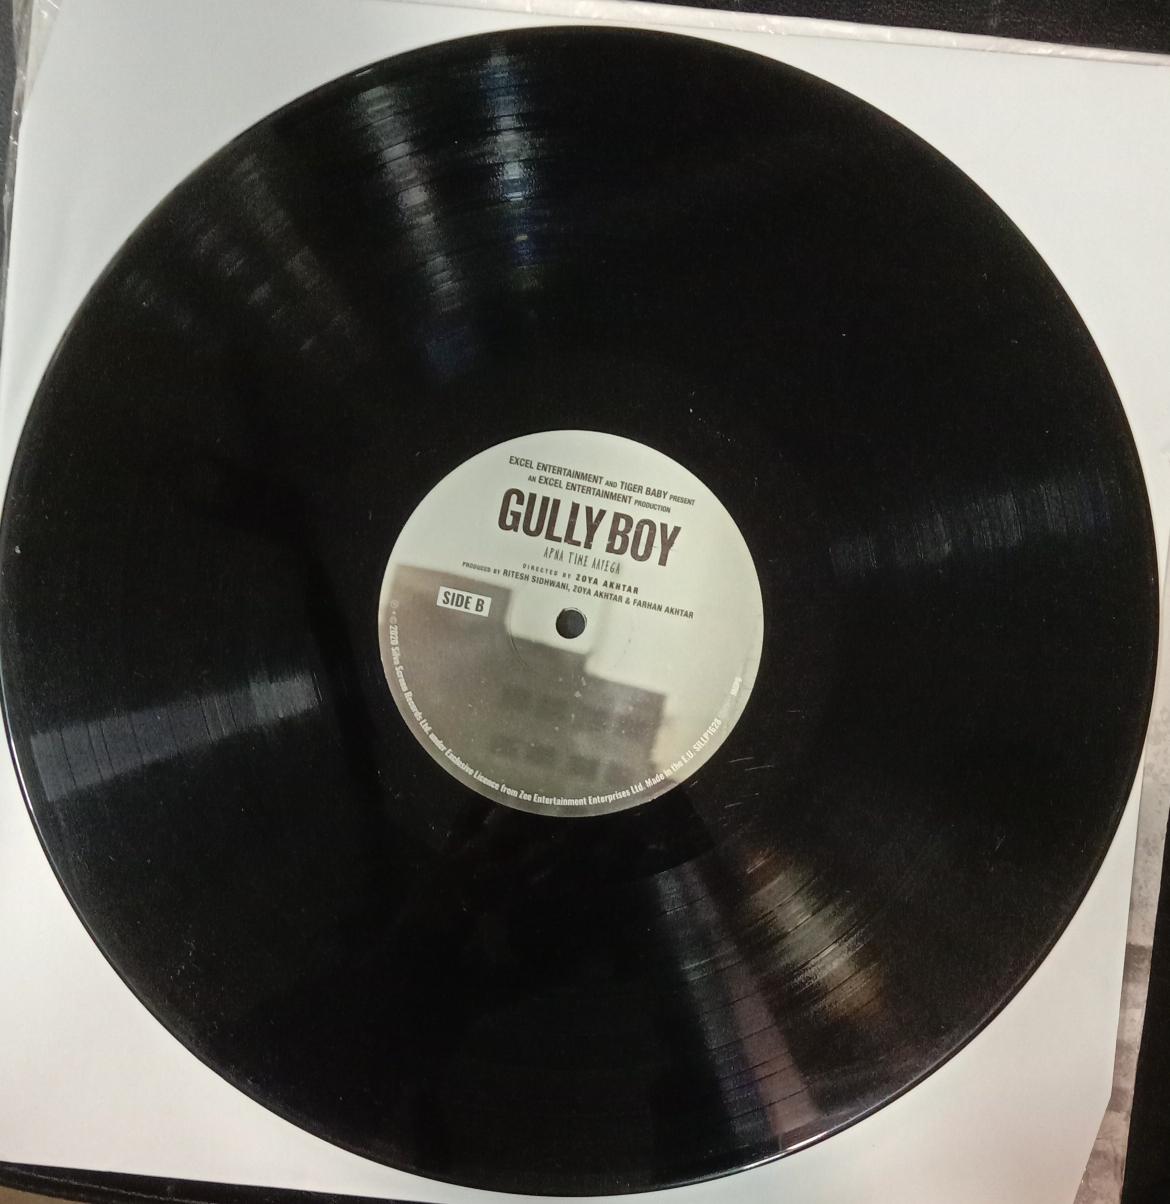 EXCEL ENTERTAINMENT AND TIGER BABY PRESENT
AN EXCEL ENTERTAINMENT PRODUCTION
GULLY BOY
APNA TIME AAYEGA
DIRECTED BY ZOYA AKHTAR
PRODUCED BY RITESH SIDHWANI, ZOYA AKHTAR & FARHAN AKHTAR
SIDE B
2020 Silva Screen Records Ltd. under Exclusive Licence from Zee Entertainment Enterprises Ltd. Made in the E.U. SILLP1628